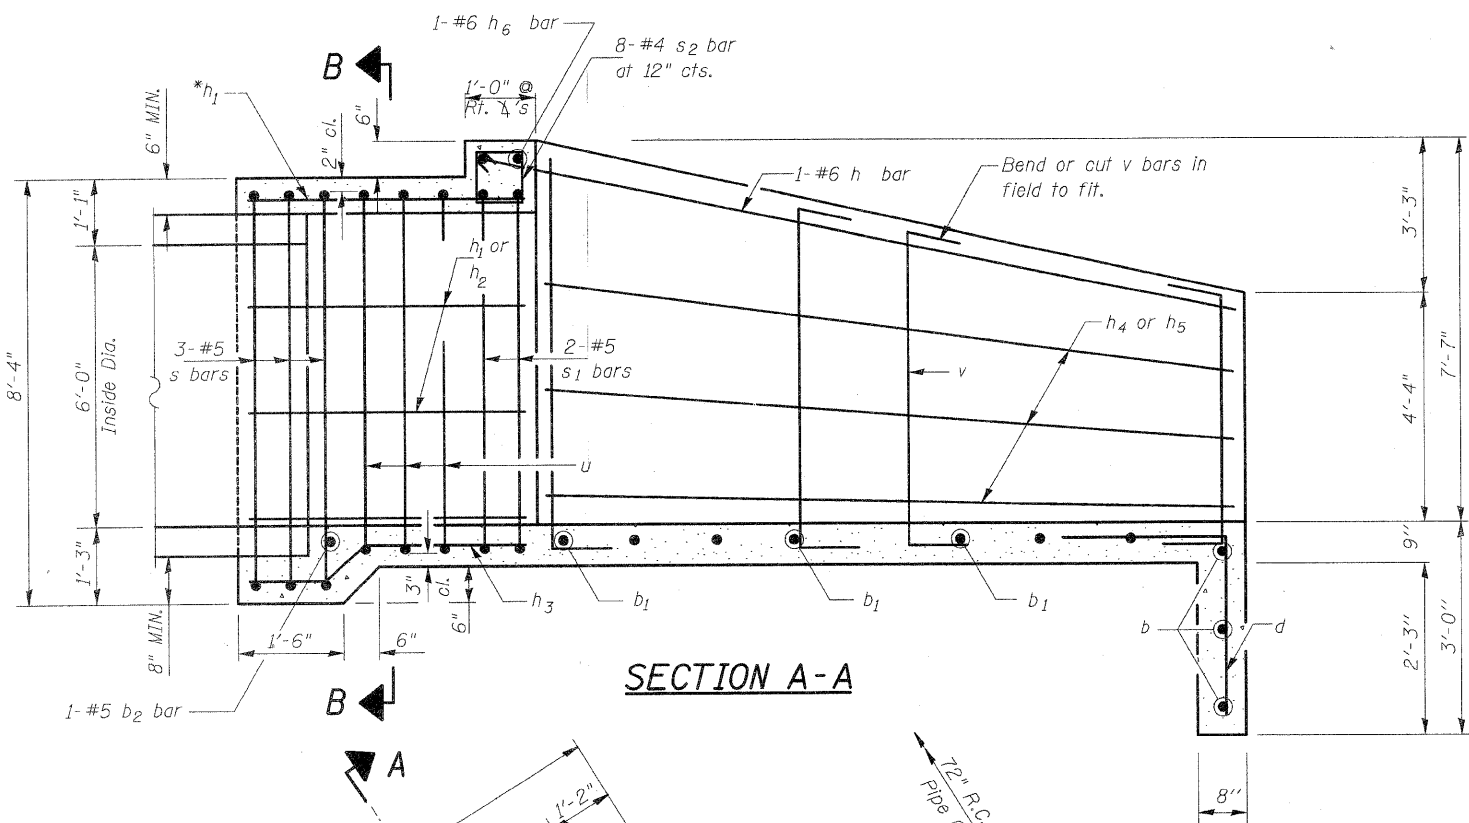 1-#6 h6 bar
B
8-#4 s2 bar
at 12" cts.
*h1
1'-0" @
Rt. ∠'s
6" MIN.
2" cl.
6"
1-#6 h bar
Bend or cut v bars in
field to fit.
1'-1"
3'-3"
h1 or
h2
h4 or h5
3-#5
s bars
2-#5
s1 bars
v
8'-4"
6'-0"
Inside Dia.
4'-4"
7'-7"
u
1'-3"
9"
3"
cl.
h3
b1
b1
b1
8" MIN.
1'-6"
6"
6"
b
d
2'-3"
3'-0"
SECTION A-A
B
1-#5 b2 bar
A
1'-2"
72" R.C.
Pipe
8"